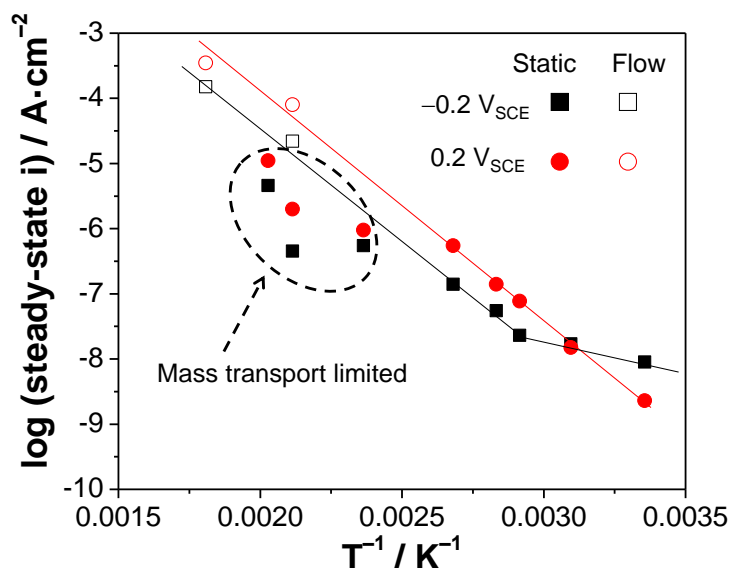 log (steady-state i) / A·cm⁻²
-3
-4
-5
-6
-7
-8
-9
-10
Static Flow
−0.2 V_SCE
0.2 V_SCE
Mass transport limited
0.0015 0.0020 0.0025 0.0030 0.0035
T⁻¹ / K⁻¹